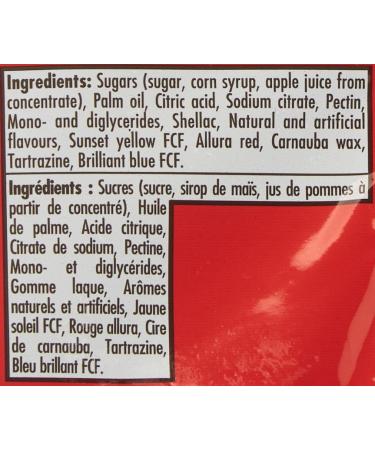 Ingredients: Sugars (sugar, corn syrup, apple juice from
concentrate), Palm oil, Citric acid, Sodium citrate, Pectin,
Mono- and diglycerides, Shellac, Natural and artificial
flavours, Sunset yellow FCF, Allura red, Carnauba wax,
Tartrazine, Brilliant blue FCF.
Ingrédients : Sucres (sucre, sirop de maïs, jus de pommes à
partir de concentré), Huile
de palme, Acide citrique,
Citrate de sodium, Pectine,
Mono- et diglycérides,
Gomme laque, Arômes
naturels et artificiels, Jaune
soleil FCF, Rouge allura, Cire
de carnauba, Tartrazine,
Bleu brillant FCF.